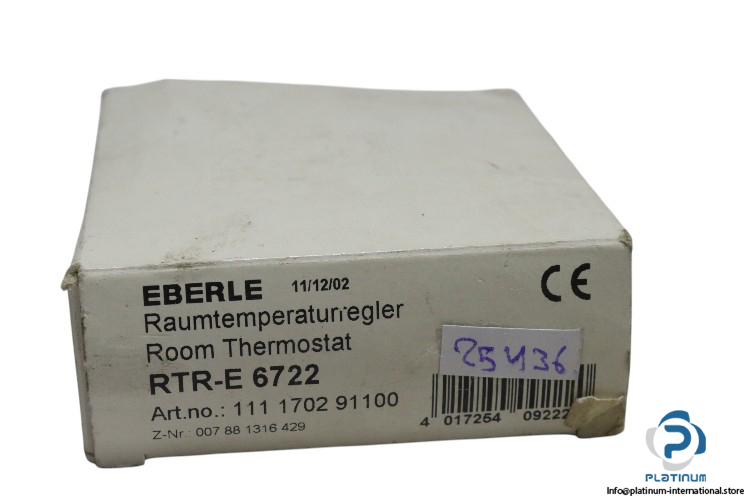 EBERLE 11/12/02
CE
Raumtemperaturregler
Room Thermostat
25436
RTR-E 6722
Art.no.: 111 1702 91100
4 017254 09222
Z-Nr.: 007 88 1316 429
PLATINUM
Info@platinum-international.store